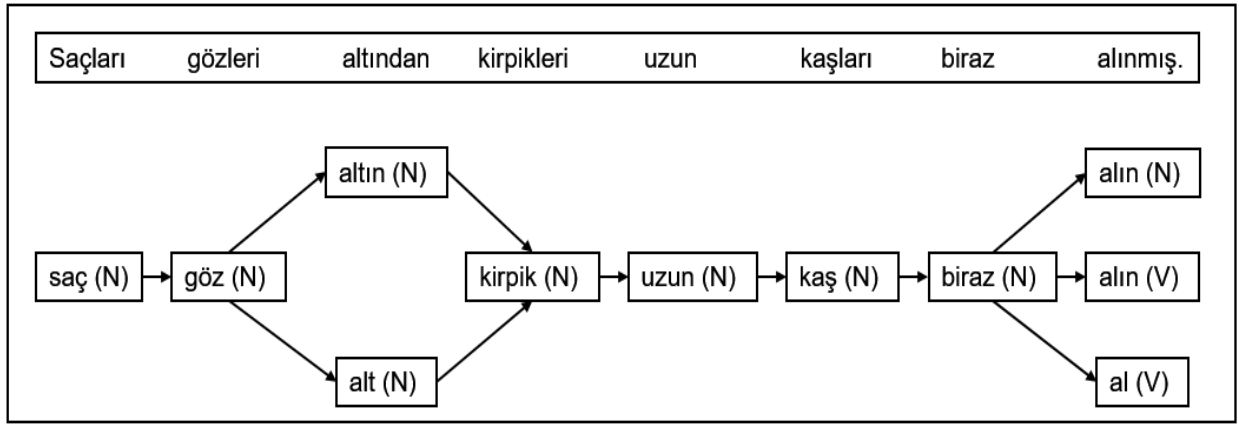 Saçları gözleri altından kirpikleri uzun kaşları biraz alınmış.
altın (N) alın (N)
saç (N) göz (N) kirpik (N) uzun (N) kaş (N) biraz (N) alın (V)
alt (N) al (V)